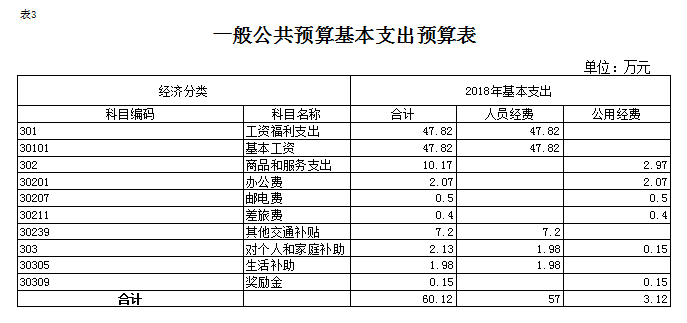 表3
一般公共预算基本支出预算表
单位：万元
经济分类 2018年基本支出
科目编码 科目名称 合计 人员经费 公用经费
301 工资福利支出 47.82 47.82
30101 基本工资 47.82 47.82
302 商品和服务支出 10.17 2.97
30201 办公费 2.07 2.07
30207 邮电费 0.5 0.5
30211 差旅费 0.4 0.4
30239 其他交通补贴 7.2 7.2
303 对个人和家庭补助 2.13 1.98 0.15
30305 生活补助 1.98 1.98
30309 奖励金 0.15 0.15
合计 60.12 57 3.12